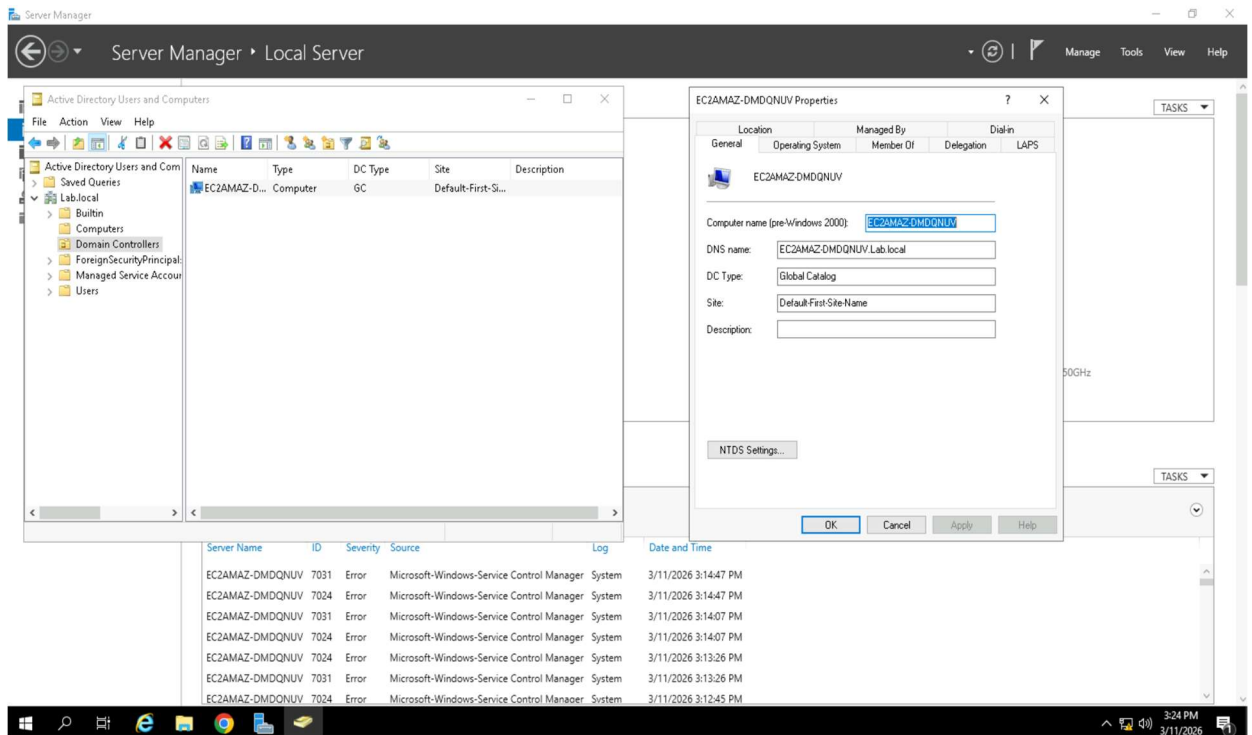 Server Manager
Server Manager ‣ Local Server
Manage Tools View Help
Active Directory Users and Computers
File Action View Help
Active Directory Users and Com
Saved Queries
Lab.local
Builtin
Computers
Domain Controllers
ForeignSecurityPrincipal:
Managed Service Accour
Users
Name Type DC Type Site Description
EC2AMAZ-D... Computer GC Default-First-Si...
EC2AMAZ-DMDQNUV Properties
Location Managed By Dial-in
General Operating System Member Of Delegation LAPS
EC2AMAZ-DMDQNUV
Computer name (pre-Windows 2000): EC2AMAZ-DMDQNUV
DNS name: EC2AMAZ-DMDQNUV.Lab.local
DC Type: Global Catalog
Site: Default-First-Site-Name
Description:
NTDS Settings...
OK Cancel Apply Help
TASKS
50GHz
TASKS
Server Name ID Severity Source Log Date and Time
EC2AMAZ-DMDQNUV 7031 Error Microsoft-Windows-Service Control Manager System 3/11/2026 3:14:47 PM
EC2AMAZ-DMDQNUV 7024 Error Microsoft-Windows-Service Control Manager System 3/11/2026 3:14:47 PM
EC2AMAZ-DMDQNUV 7031 Error Microsoft-Windows-Service Control Manager System 3/11/2026 3:14:07 PM
EC2AMAZ-DMDQNUV 7024 Error Microsoft-Windows-Service Control Manager System 3/11/2026 3:14:07 PM
EC2AMAZ-DMDQNUV 7024 Error Microsoft-Windows-Service Control Manager System 3/11/2026 3:13:26 PM
EC2AMAZ-DMDQNUV 7031 Error Microsoft-Windows-Service Control Manager System 3/11/2026 3:13:26 PM
EC2AMAZ-DMDQNUV 7024 Error Microsoft-Windows-Service Control Manager System 3/11/2026 3:12:45 PM
3:24 PM
3/11/2026